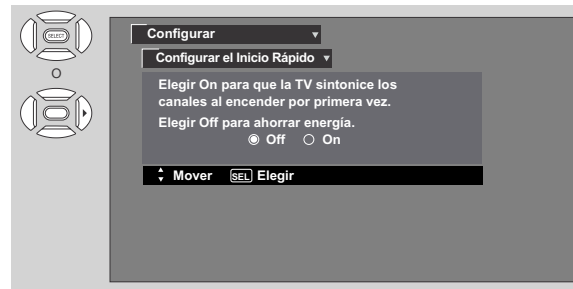 SELECT
O
Configurar
Configurar el Inicio Rápido
Elegir On para que la TV sintonice los
canales al encender por primera vez.
Elegir Off para ahorrar energía.
Off On
Mover SEL Elegir